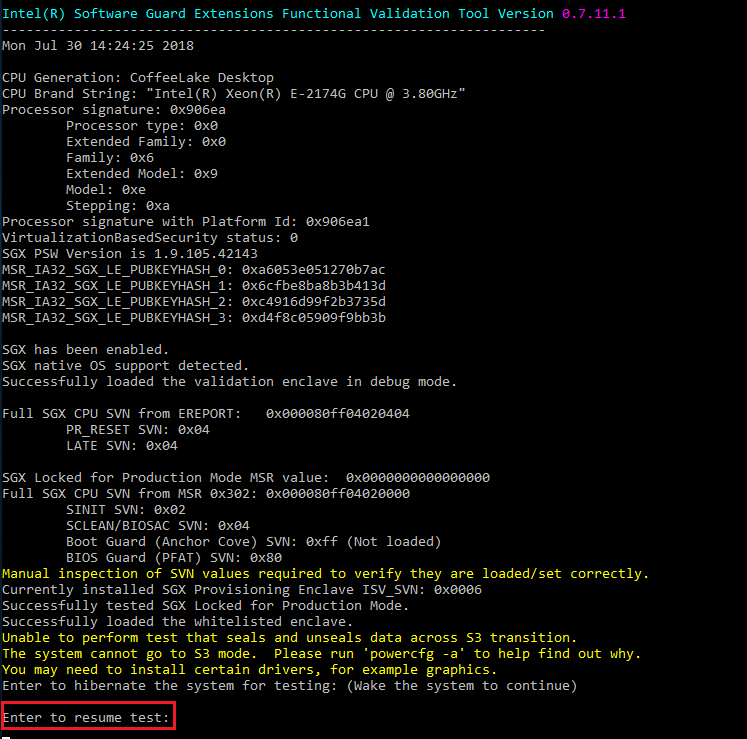 Intel(R) Software Guard Extensions Functional Validation Tool Version 0.7.11.1
--------------------------------------------------------------------
Mon Jul 30 14:24:25 2018
CPU Generation: CoffeeLake Desktop
CPU Brand String: "Intel(R) Xeon(R) E-2174G CPU @ 3.80GHz"
Processor signature: 0x906ea
Processor type: 0x0
Extended Family: 0x0
Family: 0x6
Extended Model: 0x9
Model: 0xe
Stepping: 0xa
Processor signature with Platform Id: 0x906ea1
VirtualizationBasedSecurity status: 0
SGX PSW Version is 1.9.105.42143
MSR_IA32_SGX_LE_PUBKEYHASH_0: 0xa6053e051270b7ac
MSR_IA32_SGX_LE_PUBKEYHASH_1: 0x6cfbe8ba8b3b413d
MSR_IA32_SGX_LE_PUBKEYHASH_2: 0xc4916d99f2b3735d
MSR_IA32_SGX_LE_PUBKEYHASH_3: 0xd4f8c05909f9bb3b
SGX has been enabled.
SGX native OS support detected.
Successfully loaded the validation enclave in debug mode.
Full SGX CPU SVN from EREPORT:   0x000080ff04020404
PR_RESET SVN: 0x04
LATE SVN: 0x04
SGX Locked for Production Mode MSR value:  0x0000000000000000
Full SGX CPU SVN from MSR 0x302: 0x000080ff04020000
SINIT SVN: 0x02
SCLEAN/BIOSAC SVN: 0x04
Boot Guard (Anchor Cove) SVN: 0xff (Not loaded)
BIOS Guard (PFAT) SVN: 0x80
Manual inspection of SVN values required to verify they are loaded/set correctly.
Currently installed SGX Provisioning Enclave ISV_SVN: 0x0006
Successfully tested SGX Locked for Production Mode.
Successfully loaded the whitelisted enclave.
Unable to perform test that seals and unseals data across S3 transition.
The system cannot go to S3 mode.  Please run 'powercfg -a' to help find out why.
You may need to install certain drivers, for example graphics.
Enter to hibernate the system for testing: (Wake the system to continue)
Enter to resume test: